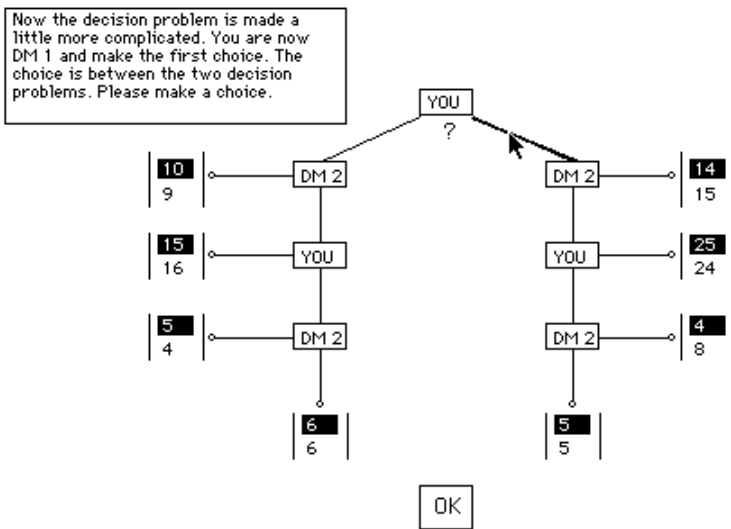 Now the decision problem is made a
little more complicated. You are now
DM 1 and make the first choice. The
choice is between the two decision
problems. Please make a choice.
YOU
?
10
9
DM 2
DM 2
14
15
15
16
YOU
YOU
25
24
5
4
DM 2
DM 2
4
8
6
6
5
5
OK